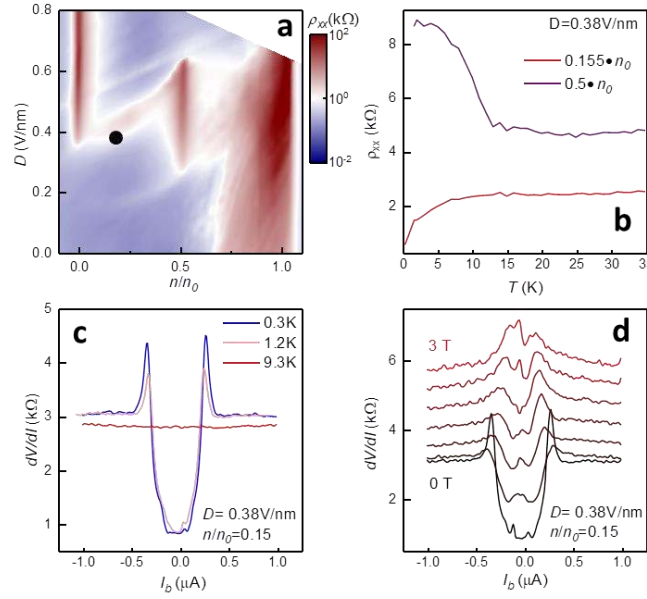 a
ρxx(kΩ)
10^2
10^0
10^-2
0.8
0.6
0.4
0.2
0.0
D (V/nm)
0.0 0.5 1.0
n/n0
D=0.38V/nm
0.155•n0
0.5•n0
b
8
6
4
2
ρxx (kΩ)
0 5 10 15 20 25 30 35
T (K)
c
0.3K
1.2K
9.3K
5
4
3
2
1
dV/dI (kΩ)
D= 0.38V/nm
n/n0=0.15
-1.0 -0.5 0.0 0.5 1.0
Ib (µA)
d
3 T
0 T
6
4
2
dV/dI (kΩ)
D= 0.38V/nm
n/n0=0.15
-1.0 -0.5 0.0 0.5 1.0
Ib (µA)